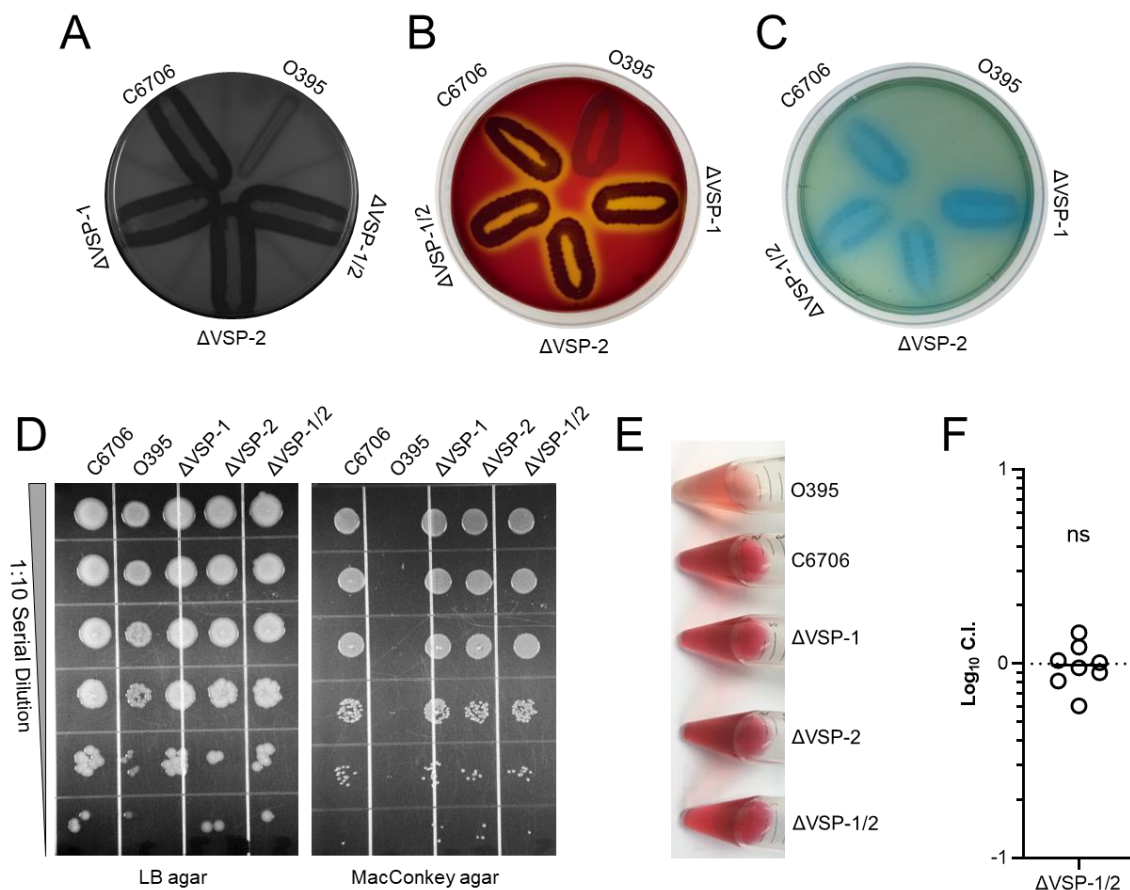 A
C6706
O395
ΔVSP-1
ΔVSP-1/2
ΔVSP-2
B
C6706
O395
ΔVSP-1
ΔVSP-1/2
ΔVSP-2
C
C6706
O395
ΔVSP-1
ΔVSP-1/2
ΔVSP-2
D
C6706
O395
ΔVSP-1
ΔVSP-2
ΔVSP-1/2
C6706
O395
ΔVSP-1
ΔVSP-2
ΔVSP-1/2
1:10 Serial Dilution
LB agar
MacConkey agar
E
O395
C6706
ΔVSP-1
ΔVSP-2
ΔVSP-1/2
F
1
ns
Log₁₀ C.I.
0
-1
ΔVSP-1/2